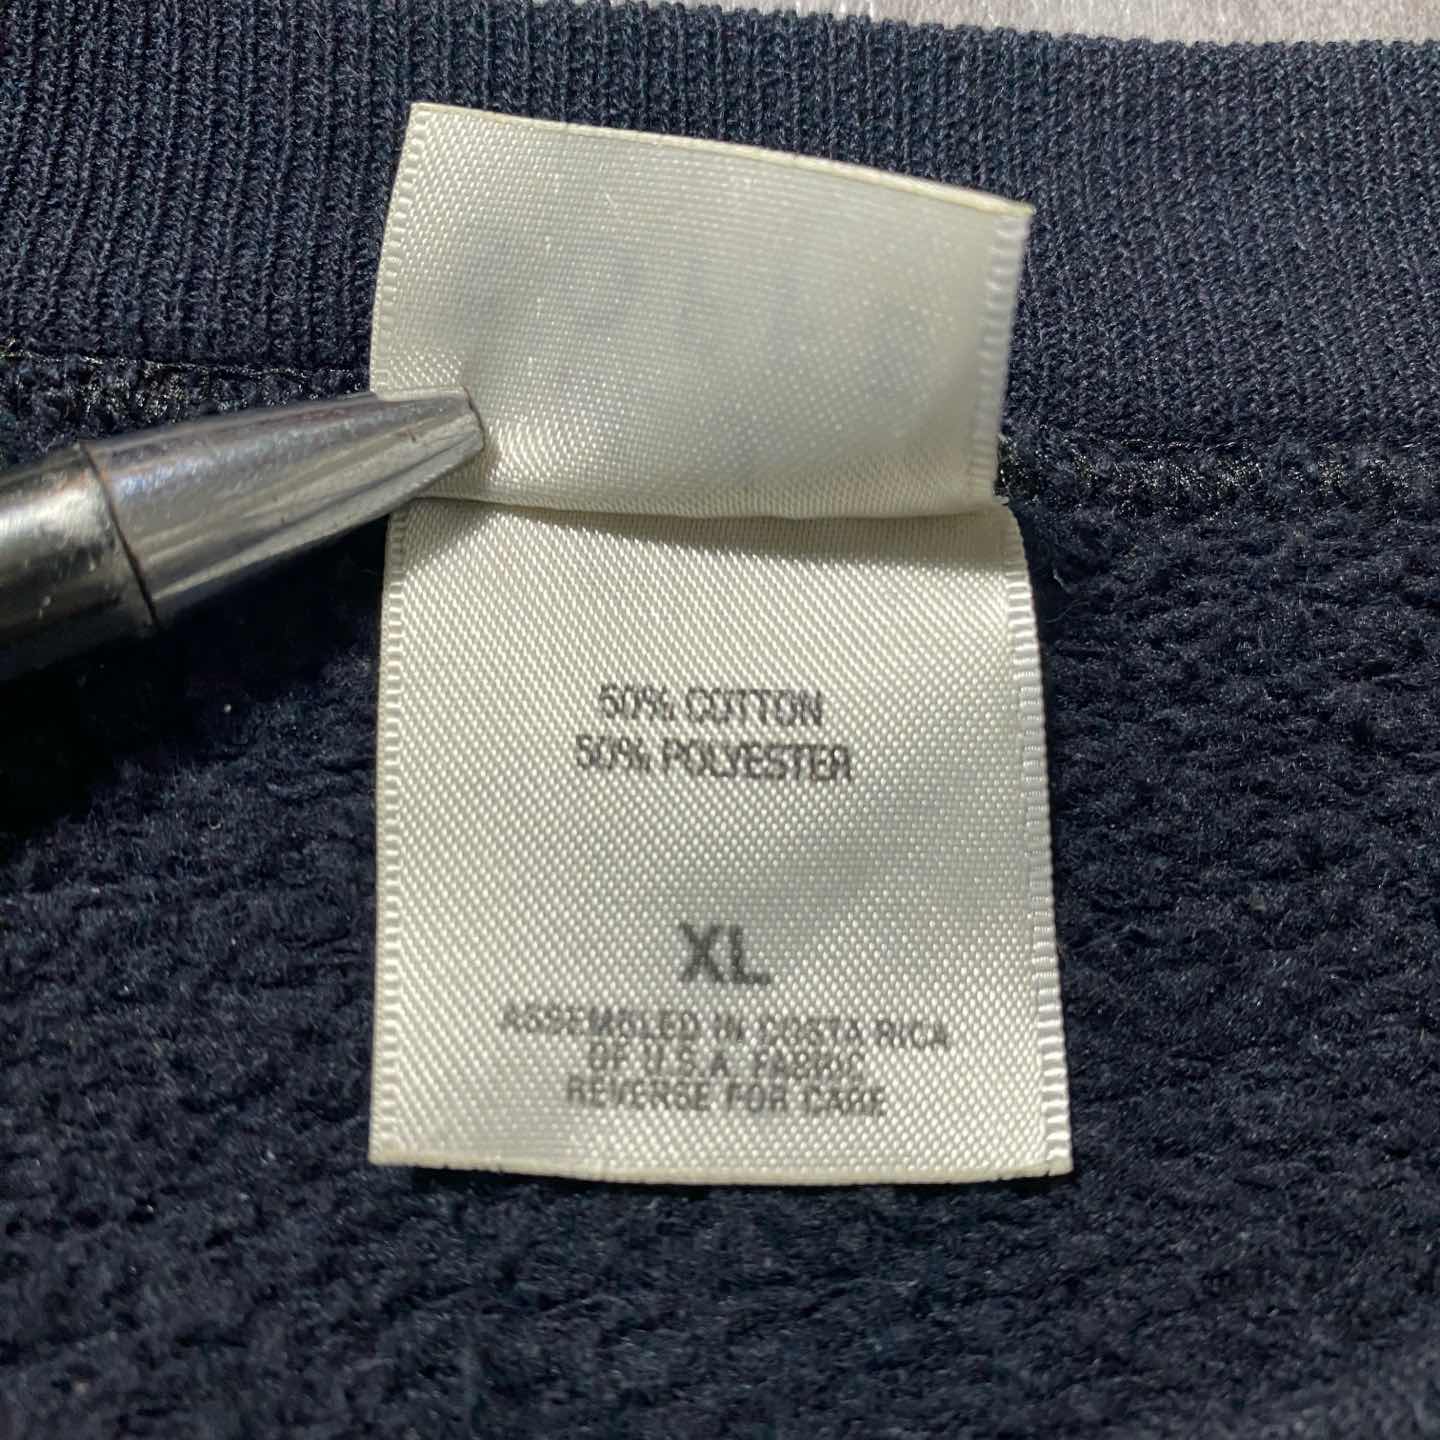 50% COTTON
50% POLYESTER
XL
ASSEMBLED IN COSTA RICA
OF U.S.A. FABRIC
REVERSE FOR CARE